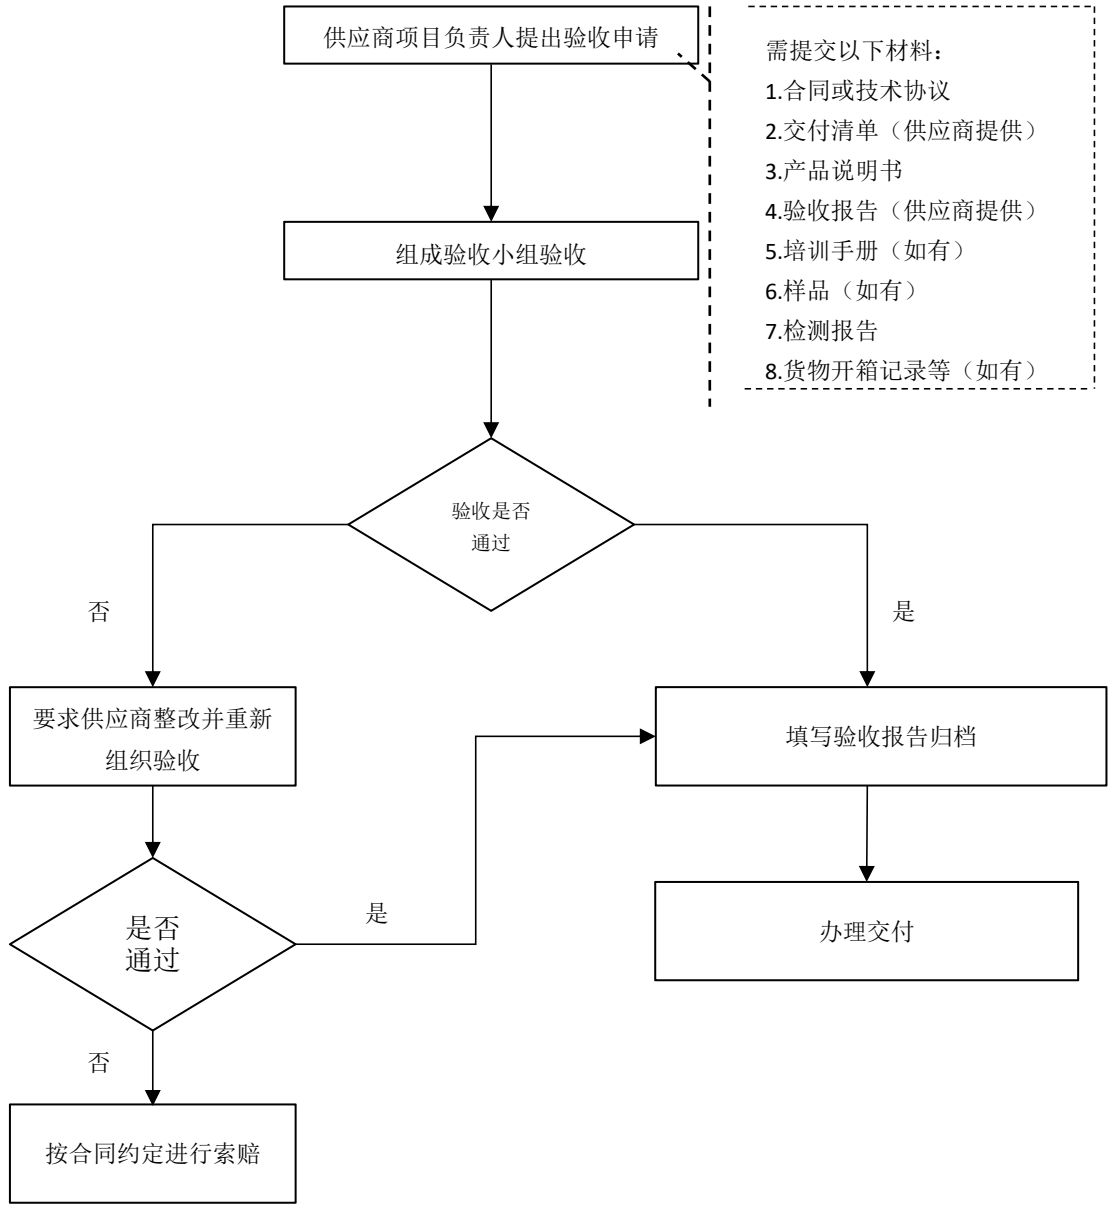 供应商项目负责人提出验收申请
需提交以下材料：
1.合同或技术协议
2.交付清单（供应商提供）
3.产品说明书
4.验收报告（供应商提供）
5.培训手册（如有）
6.样品（如有）
7.检测报告
8.货物开箱记录等（如有）
组成验收小组验收
验收是否
通过
否
是
要求供应商整改并重新
组织验收
填写验收报告归档
是否
通过
是
办理交付
否
按合同约定进行索赔